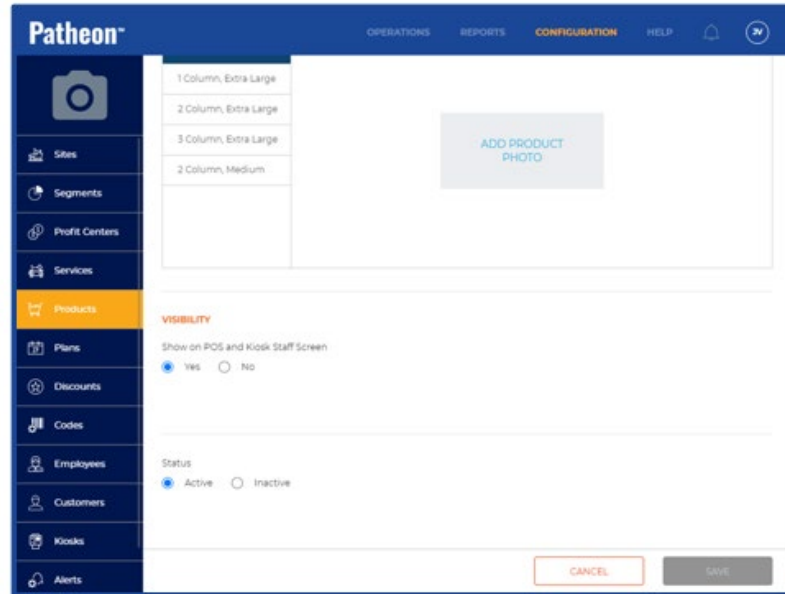 Patheon
OPERATIONS REPORTS CONFIGURATION HELP JV
1 Column, Extra Large
2 Column, Extra Large
3 Column, Extra Large
2 Column, Medium
ADD PRODUCT
PHOTO
Sites
Segments
Profit Centers
Services
Products
Plans
Discounts
Codes
Employees
Customers
Kiosks
Alerts
VISIBILITY
Show on POS and Kiosk Staff Screen
Yes No
Status
Active Inactive
CANCEL SAVE